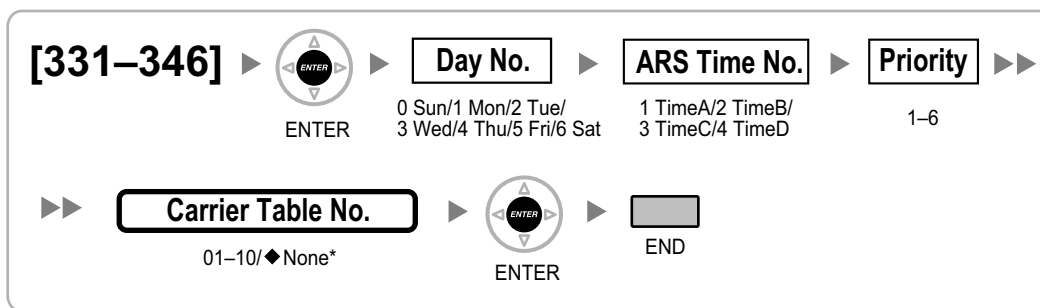 [331–346] ENTER Day No. ARS Time No. Priority
0 Sun/1 Mon/2 Tue/ 1 TimeA/2 TimeB/ 1–6
ENTER 3 Wed/4 Thu/5 Fri/6 Sat 3 TimeC/4 TimeD
Carrier Table No. ENTER
01–10/◆None* END
ENTER